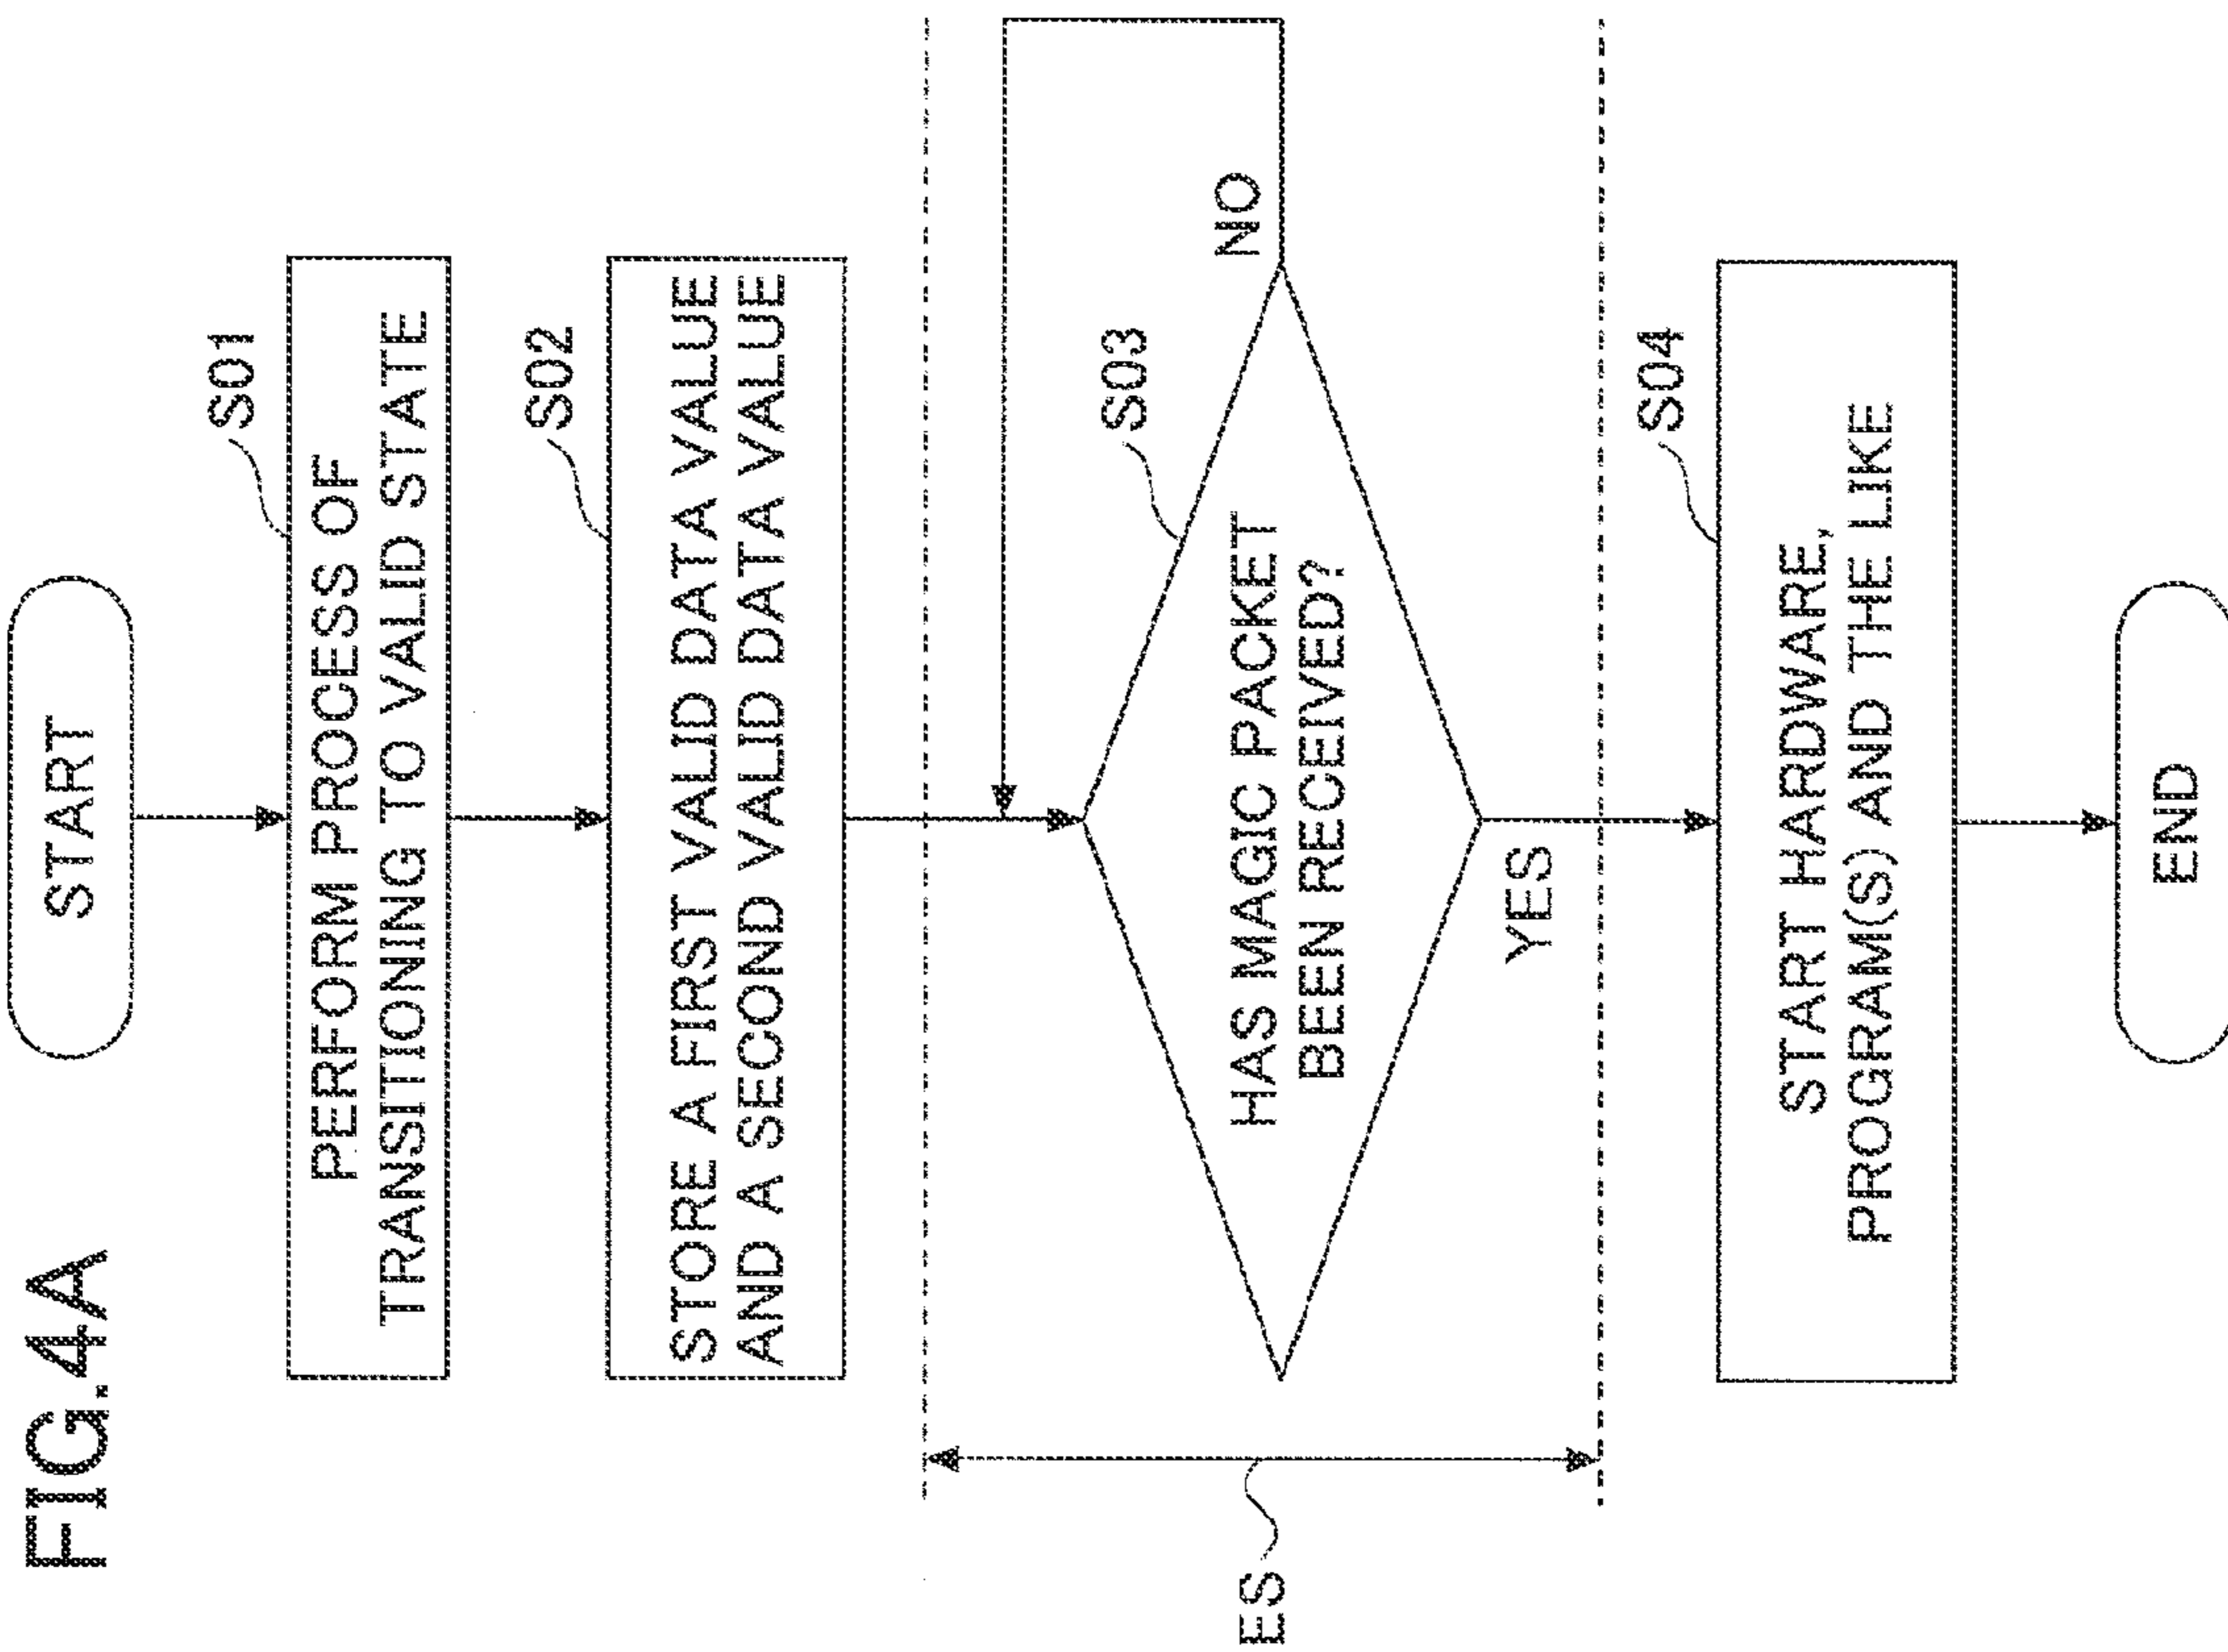 FIG.4A
START
S01
PERFORM PROCESS OF
TRANSITIONING TO VALID STATE
S02
STORE A FIRST VALID DATA VALUE
AND A SECOND VALID DATA VALUE
S03
HAS MAGIC PACKET
BEEN RECEIVED?
NO
YES
ES
S04
START HARDWARE,
PROGRAM(S) AND THE LIKE
END